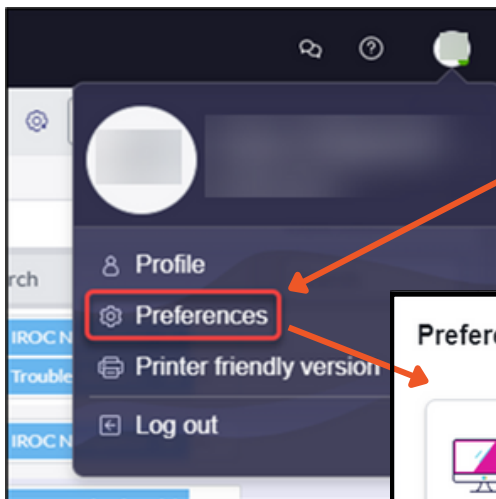 rch
Profile
IROC N
Preferences
Prefere
Trouble
Printer friendly version
IROC N
Log out